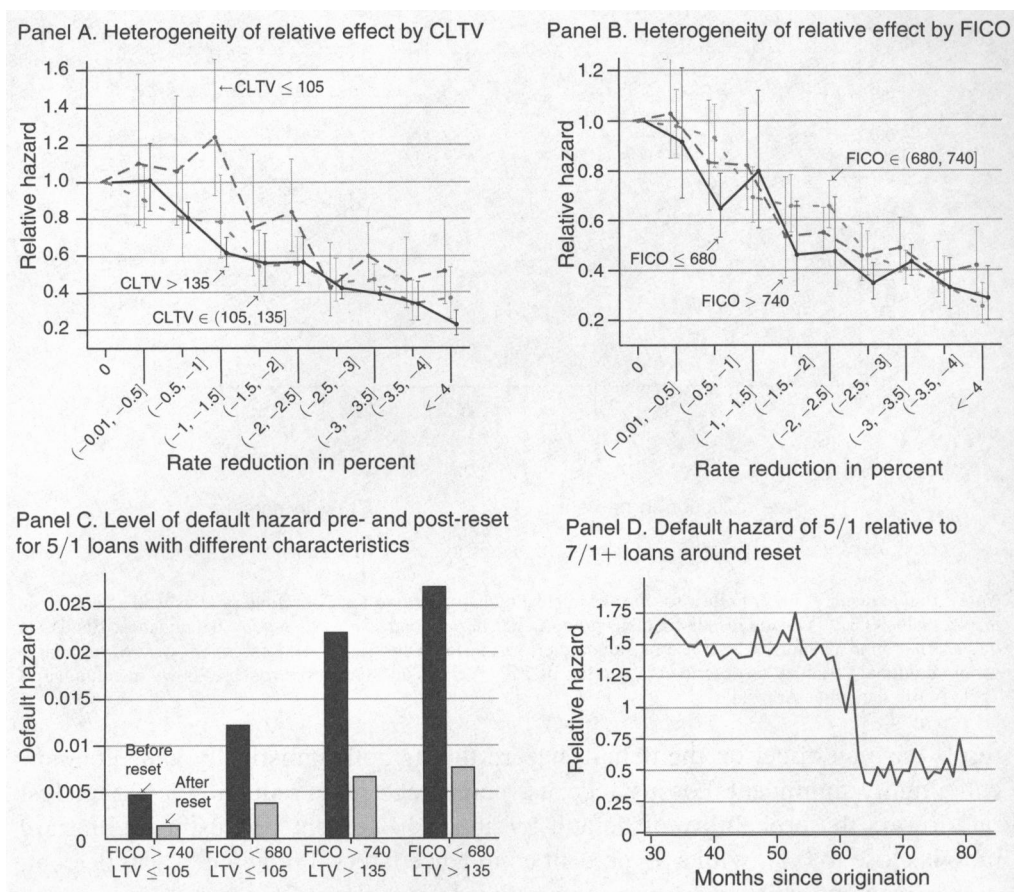 Panel A. Heterogeneity of relative effect by CLTV
1.6
1.4
1.2
1.0
0.8
0.6
0.4
0.2
Relative hazard
←CLTV ≤ 105
CLTV > 135
CLTV ∈ (105, 135]
0
(−0.01, −0.5]
(−0.5, −1]
(−1, −1.5]
(−1.5, −2]
(−2, −2.5]
(−2.5, −3]
(−3, −3.5]
(−3.5, −4]
<−4
Rate reduction in percent
Panel B. Heterogeneity of relative effect by FICO
1.2
1.0
0.8
0.6
0.4
0.2
Relative hazard
FICO ∈ (680, 740]
FICO ≤ 680
FICO > 740
0
(−0.01, −0.5]
(−0.5, −1]
(−1, −1.5]
(−1.5, −2]
(−2, −2.5]
(−2.5, −3]
(−3, −3.5]
(−3.5, −4]
<−4
Rate reduction in percent
Panel C. Level of default hazard pre- and post-reset
for 5/1 loans with different characteristics
0.025
0.02
0.015
0.01
0.005
0
Default hazard
Before
reset
After
reset
FICO > 740
LTV ≤ 105
FICO ≤ 680
LTV ≤ 105
FICO > 740
LTV > 135
FICO ≤ 680
LTV > 135
Panel D. Default hazard of 5/1 relative to
7/1+ loans around reset
1.75
1.5
1.25
1
0.75
0.5
0.25
0
Relative hazard
30
40
50
60
70
80
Months since origination